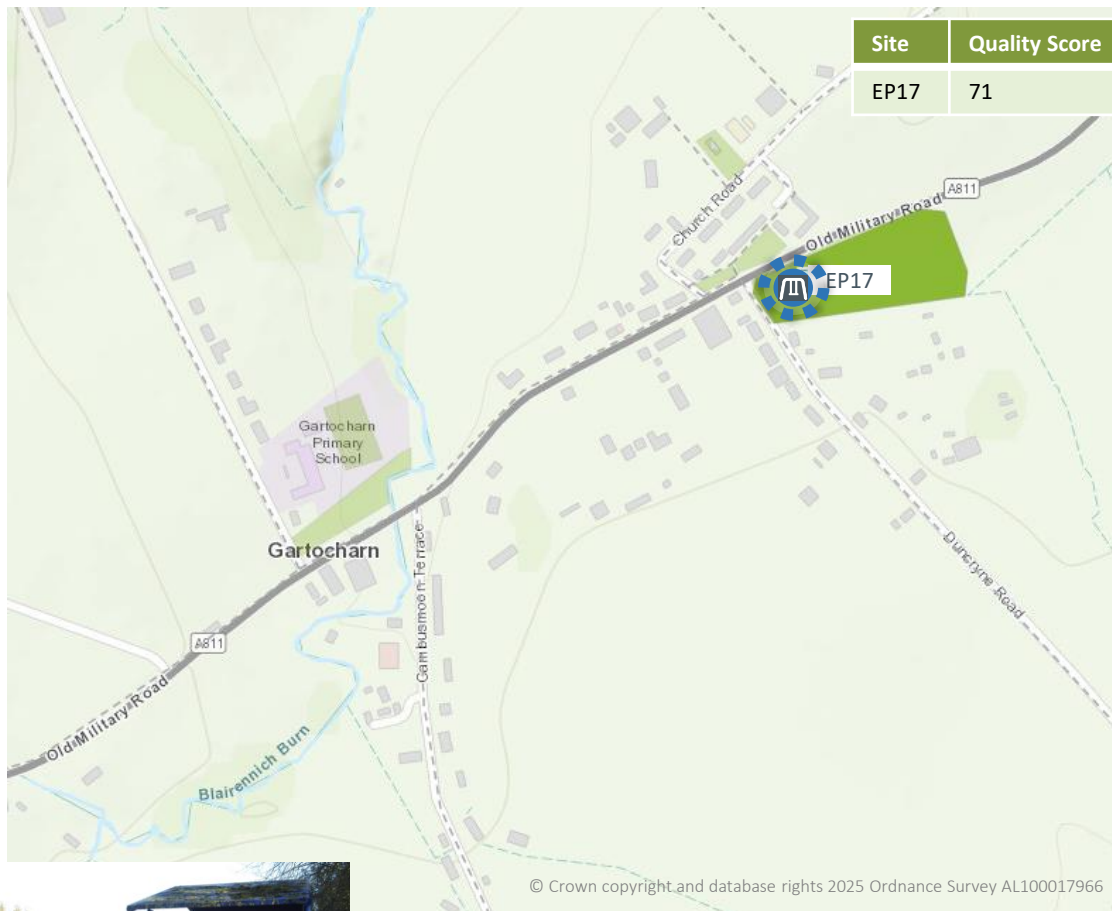 Site Quality Score
EP17 71
A811
Old Military Road
Church Road
EP17
Gartocharn
Primary
School
Gartocharn
Cambusmoon Terrace
Duncryne Road
A811
Old Military Road
Blairennich Burn
© Crown copyright and database rights 2025 Ordnance Survey AL100017966